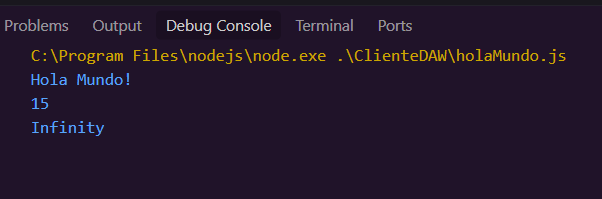 Problems Output Debug Console Terminal Ports
C:\Program Files\nodejs\node.exe .\ClienteDAW\holaMundo.js
Hola Mundo!
15
Infinity